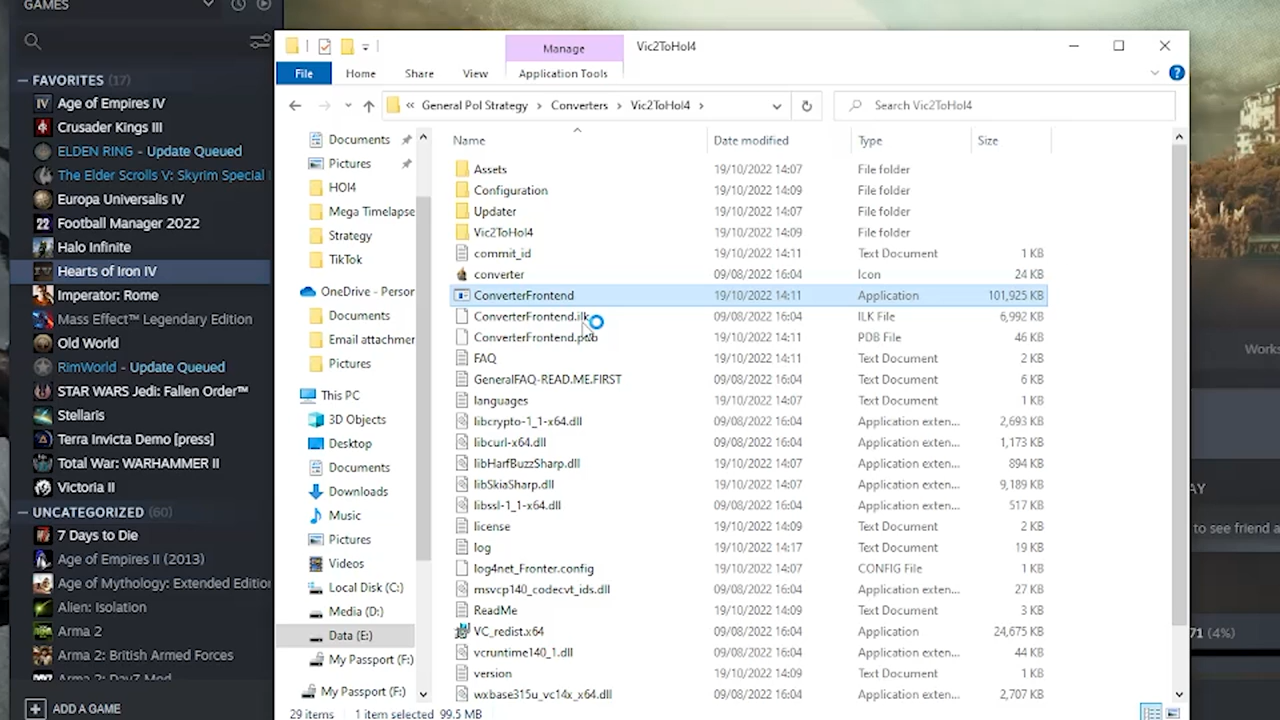 GAMES
FAVORITES (17)
Age of Empires IV
Crusader Kings III
ELDEN RING - Update Queued
The Elder Scrolls V: Skyrim Special
Europa Universalis IV
Football Manager 2022
Halo Infinite
Hearts of Iron IV
Imperator: Rome
Mass Effect™ Legendary Edition
Old World
RimWorld - Update Queued
STAR WARS Jedi: Fallen Order™
Stellaris
Terra Invicta Demo [press]
Total War: WARHAMMER II
Victoria II
UNCATEGORIZED (60)
7 Days to Die
Age of Empires II (2013)
Age of Mythology: Extended Edition
Alien: Isolation
Arma 2
Arma 2: British Armed Forces
Arma 2: DayZ Mod
ADD A GAME
Manage
Vic2ToHoI4
File
Home
Share
View
Application Tools
« General Pol Strategy > Converters > Vic2ToHoI4 >
Search Vic2ToHoI4
Documents
Pictures
HOI4
Mega Timelapse
Strategy
TikTok
OneDrive - Person
Documents
Email attachmer
Pictures
This PC
3D Objects
Desktop
Documents
Downloads
Music
Pictures
Videos
Local Disk (C:)
Media (D:)
Data (E:)
My Passport (F:)
My Passport (F:)
Name Date modified Type Size
Assets 19/10/2022 14:07 File folder
Configuration 19/10/2022 14:09 File folder
Updater 19/10/2022 14:07 File folder
Vic2ToHoI4 19/10/2022 14:09 File folder
commit_id 19/10/2022 14:11 Text Document 1 KB
converter 09/08/2022 16:04 Icon 24 KB
ConverterFrontend 19/10/2022 14:11 Application 101,925 KB
ConverterFrontend.ilk 09/08/2022 16:04 ILK File 6,992 KB
ConverterFrontend.pdb 19/10/2022 14:11 PDB File 46 KB
FAQ 19/10/2022 14:11 Text Document 2 KB
GeneralFAQ-READ.ME.FIRST 09/08/2022 16:04 Text Document 6 KB
languages 19/10/2022 14:07 Text Document 1 KB
libcrypto-1_1-x64.dll 09/08/2022 16:04 Application exten... 2,693 KB
libcurl-x64.dll 09/08/2022 16:04 Application exten... 1,173 KB
libHarfBuzzSharp.dll 19/10/2022 14:07 Application exten... 894 KB
libSkiaSharp.dll 19/10/2022 14:07 Application exten... 9,189 KB
libssl-1_1-x64.dll 09/08/2022 16:04 Application exten... 517 KB
license 19/10/2022 14:09 Text Document 2 KB
log 19/10/2022 14:17 Text Document 19 KB
log4net_Fronter.config 19/10/2022 14:07 CONFIG File 1 KB
msvcp140_codecvt_ids.dll 09/08/2022 16:04 Application exten... 27 KB
ReadMe 19/10/2022 14:09 Text Document 3 KB
VC_redist.x64 09/08/2022 16:04 Application 24,675 KB
vcruntime140_1.dll 09/08/2022 16:04 Application exten... 44 KB
version 19/10/2022 14:09 Text Document 1 KB
wxbase315u_vc14x_x64.dll 09/08/2022 16:04 Application exten... 2,707 KB
29 items 1 item selected 99.5 MB
Works
AY
to see friend a
71 (4%)